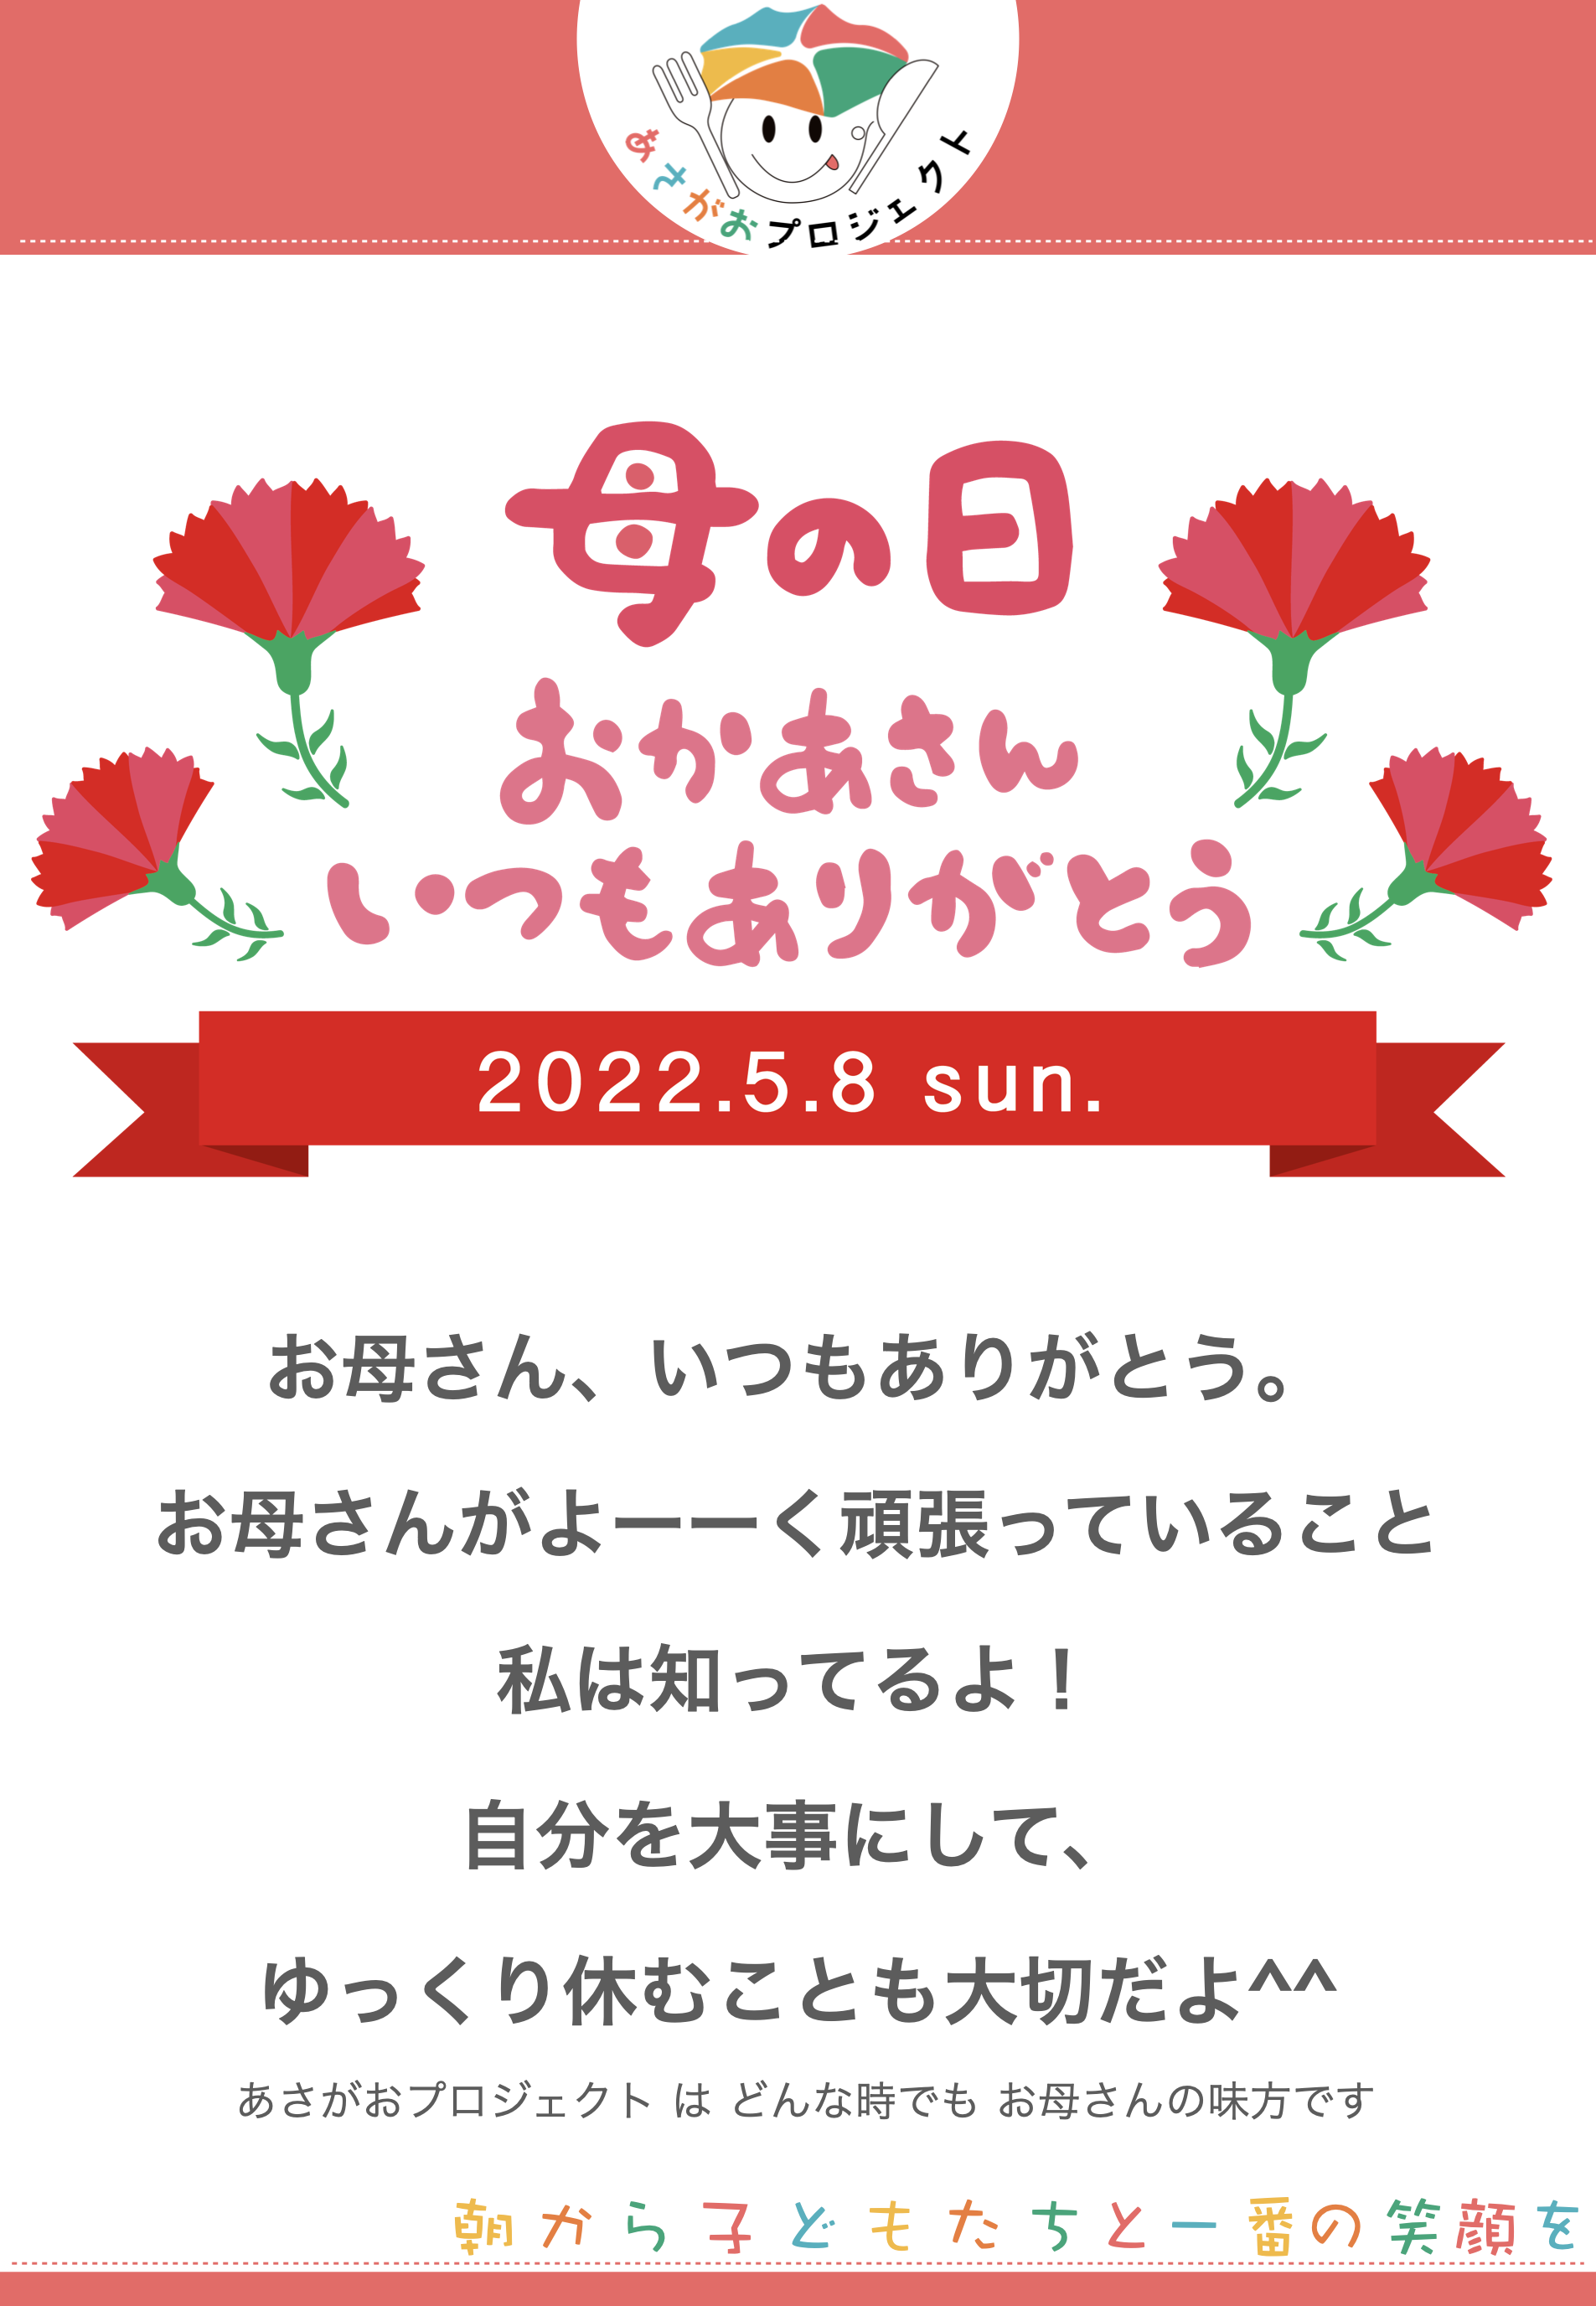 あさがおプロジェクト
母の日
おかあさん
いつもありがとう
2022.5.8 sun.
お母さん、いつもありがとう。
お母さんがよーーく頑張っていること
私は知ってるよ！
自分を大事にして、
ゆっくり休むことも大切だよ^^
あさがおプロジェクト は どんな時でも お母さんの味方です
朝から子どもたちと一番の笑顔を